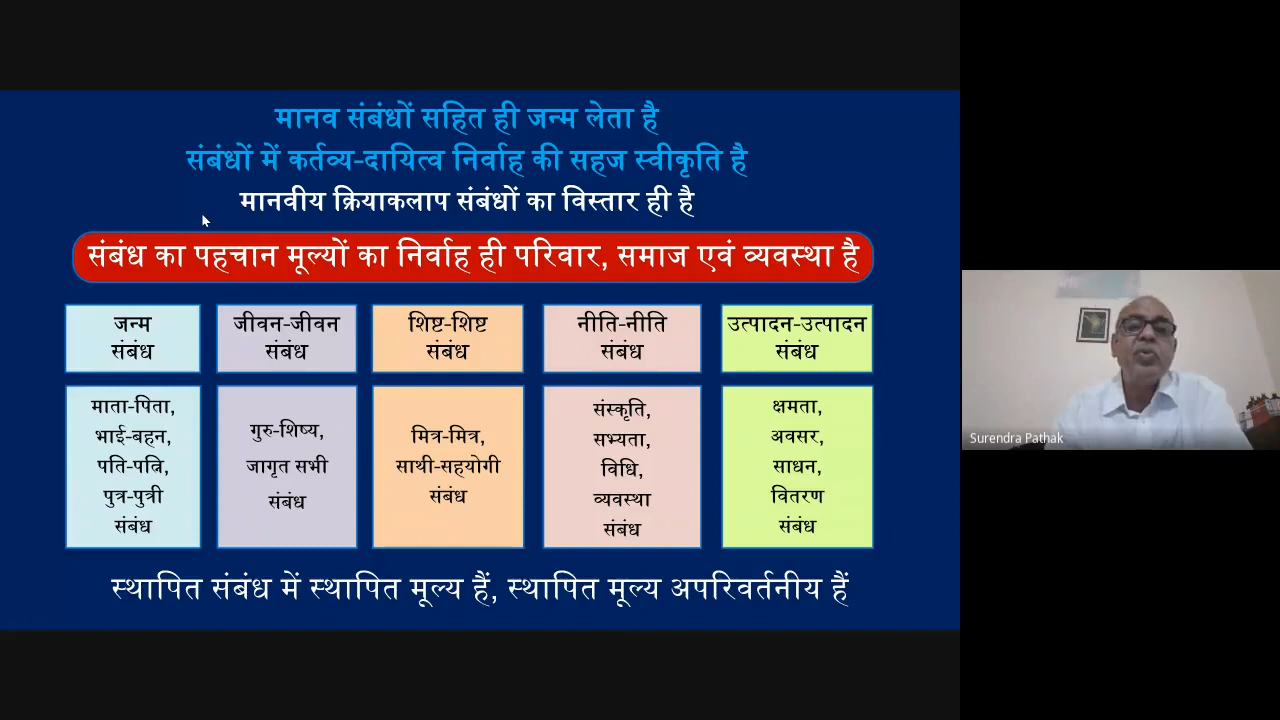 मानव संबंधों सहित ही जन्म लेता है
संबंधों में कर्तव्य-दायित्व निर्वाह की सहज स्वीकृति है
मानवीय क्रियाकलाप संबंधों का विस्तार ही है
संबंध का पहचान मूल्यों का निर्वाह ही परिवार, समाज एवं व्यवस्था है
जन्म
संबंध
जीवन-जीवन
संबंध
शिष्ट-शिष्ट
संबंध
नीति-नीति
संबंध
उत्पादन-उत्पादन
संबंध
माता-पिता,
भाई-बहन,
पति-पत्नि,
पुत्र-पुत्री
संबंध
गुरु-शिष्य,
जागृत सभी
संबंध
मित्र-मित्र,
साथी-सहयोगी
संबंध
संस्कृति,
सभ्यता,
विधि,
व्यवस्था
संबंध
क्षमता,
अवसर,
साधन,
वितरण
संबंध
स्थापित संबंध में स्थापित मूल्य हैं, स्थापित मूल्य अपरिवर्तनीय हैं
Surendra Pathak